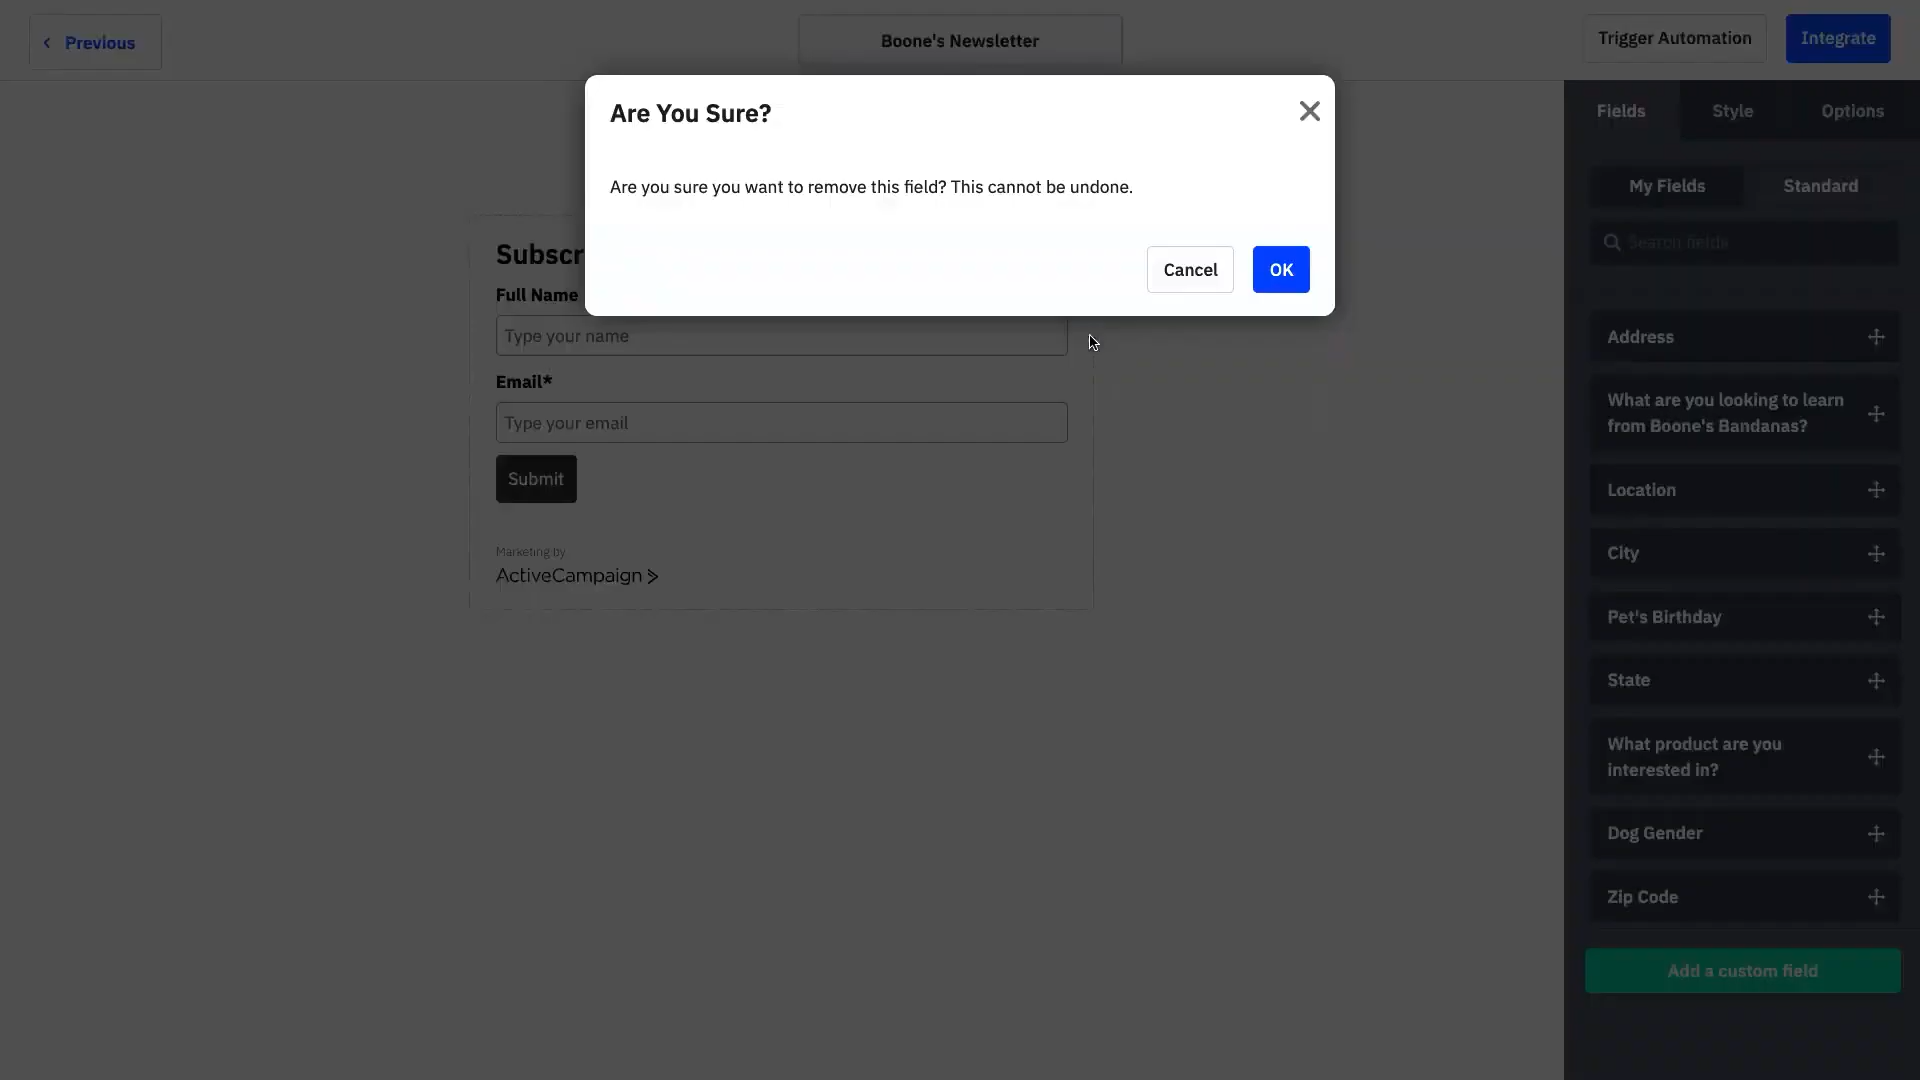 Previous
Boone's Newsletter
Trigger Automation
Integrate
Are You Sure?
Are you sure you want to remove this field? This cannot be undone.
Cancel
OK
Subscr
Full Name
Type your name
Email*
Type your email
Submit
Marketing by
ActiveCampaign
Fields
Style
Options
My Fields
Standard
Search fields
Address
What are you looking to learn
from Boone's Bandanas?
Location
City
Pet's Birthday
State
What product are you
interested in?
Dog Gender
Zip Code
Add a custom field